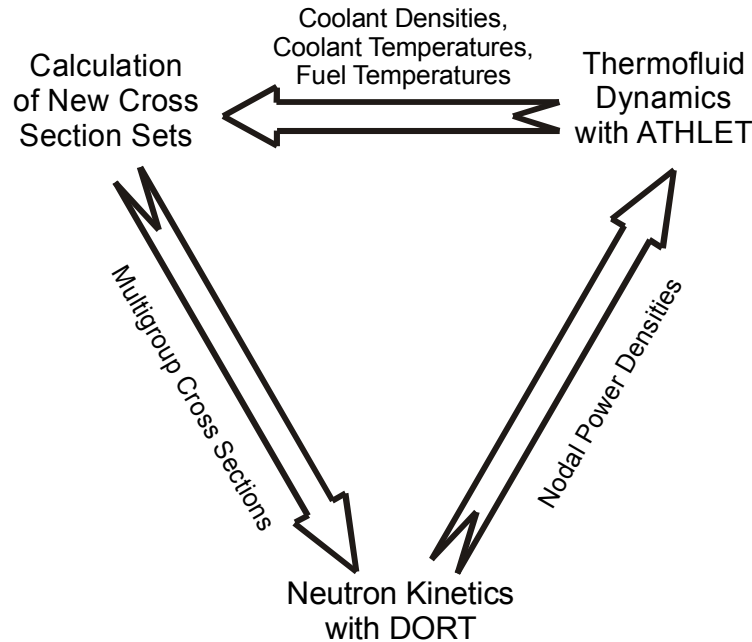 Coolant Densities,
Coolant Temperatures,
Fuel Temperatures
Calculation
of New Cross
Section Sets
Thermofluid
Dynamics
with ATHLET
Multigroup Cross Sections
Nodal Power Densities
Neutron Kinetics
with DORT